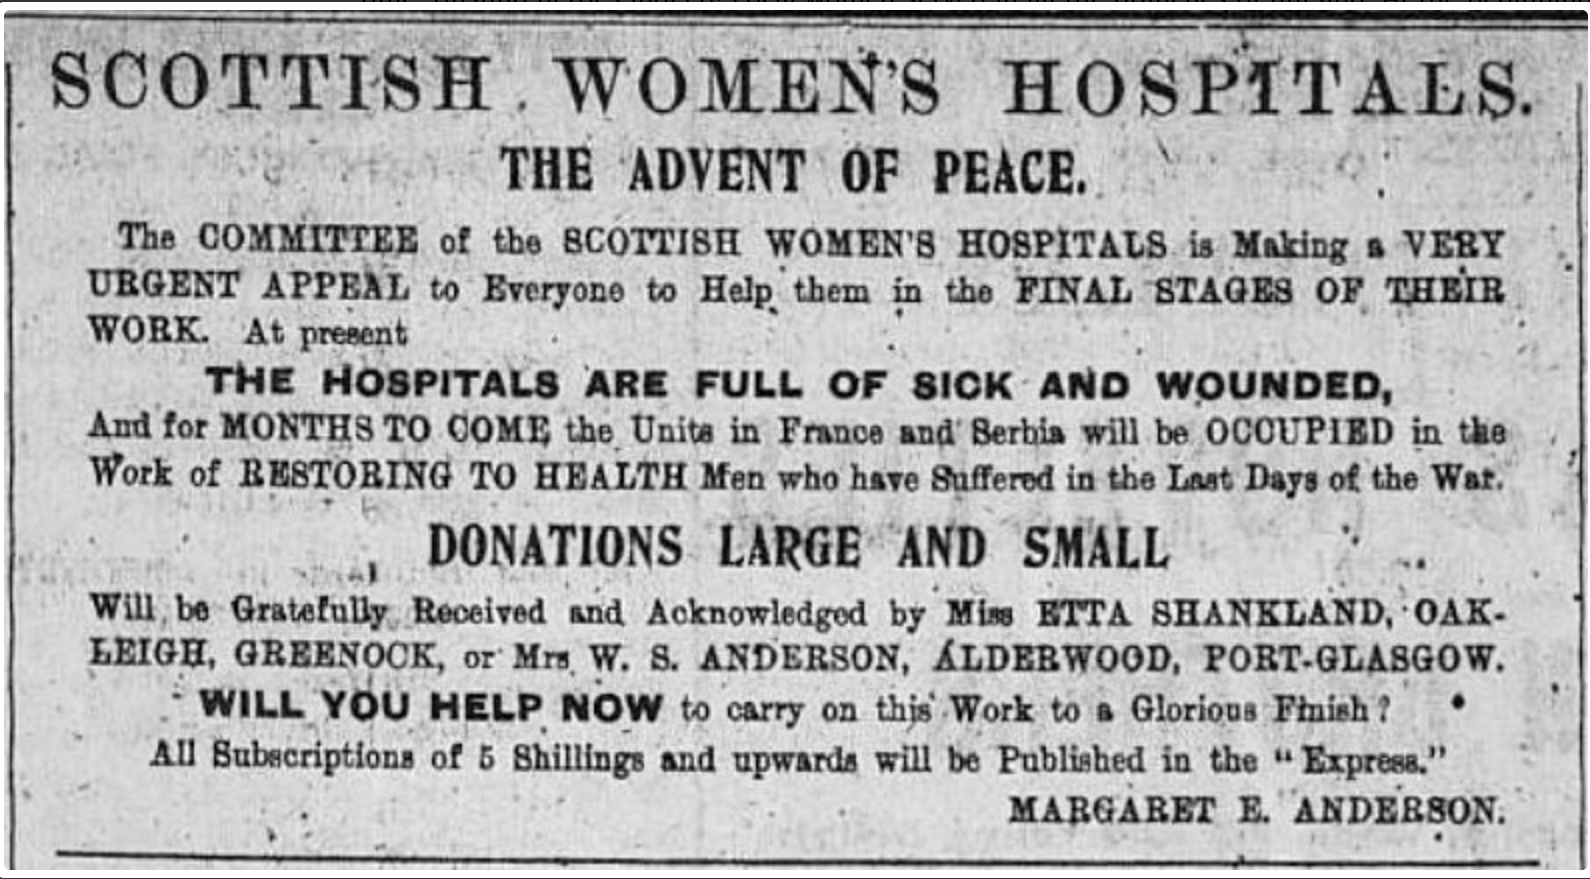 SCOTTISH WOMEN'S HOSPITALS.
THE ADVENT OF PEACE.
The COMMITTEE of the SCOTTISH WOMEN'S HOSPITALS is Making a VERY
URGENT APPEAL to Everyone to Help them in the FINAL STAGES OF THEIR
WORK. At present
THE HOSPITALS ARE FULL OF SICK AND WOUNDED,
And for MONTHS TO COME the Units in France and Serbia will be OCCUPIED in the
Work of RESTORING TO HEALTH Men who have Suffered in the Last Days of the War.
DONATIONS LARGE AND SMALL
Will be Gratefully Received and Acknowledged by Miss ETTA SHANKLAND, OAK-
LEIGH, GREENOCK, or Mrs W. S. ANDERSON, ALDERWOOD, PORT-GLASGOW.
WILL YOU HELP NOW to carry on this Work to a Glorious Finish?
All Subscriptions of 5 Shillings and upwards will be Published in the "Express."
MARGARET E. ANDERSON.